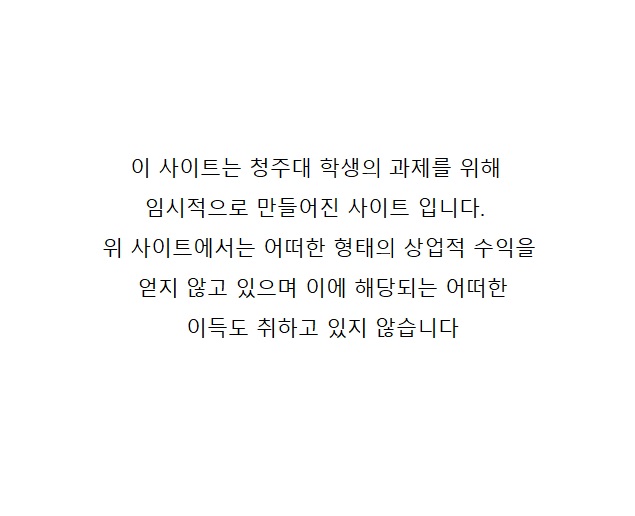 이 사이트는 청주대 학생의 과제를 위해
임시적으로 만들어진 사이트 입니다.
위 사이트에서는 어떠한 형태의 상업적 수익을
얻지 않고 있으며 이에 해당되는 어떠한
이득도 취하고 있지 않습니다